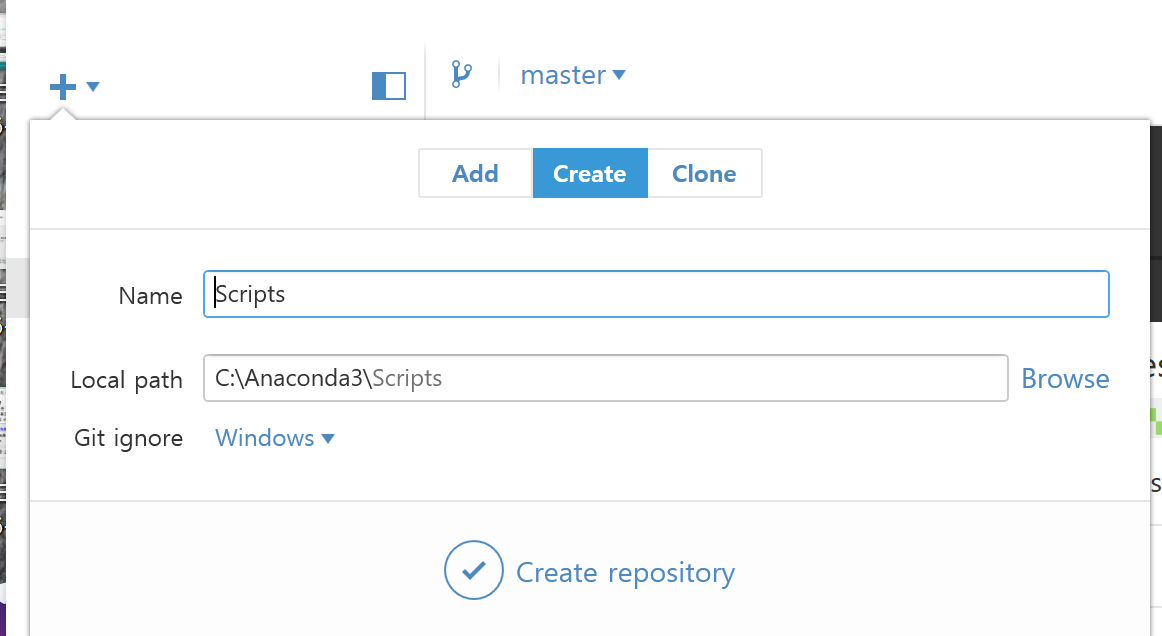 master
Add Create Clone
Name Scripts
Local path C:\Anaconda3\Scripts Browse
Git ignore Windows
Create repository